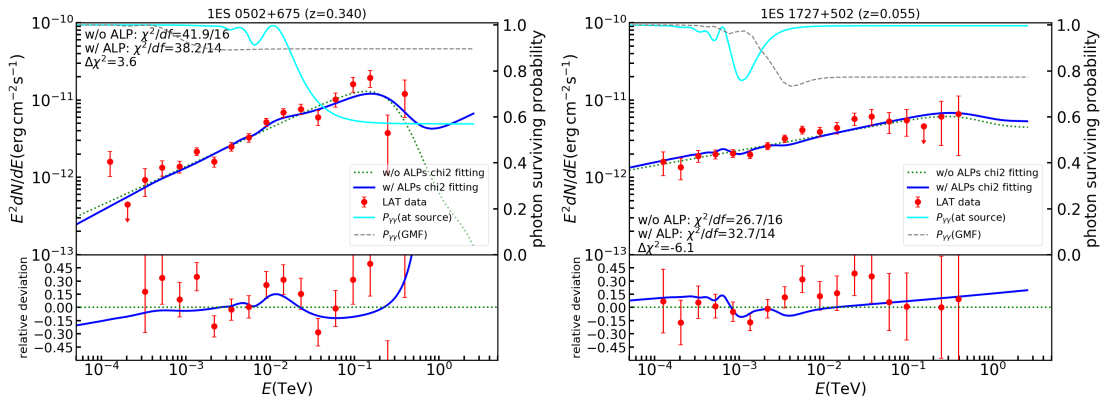 1ES 0502+675 (z=0.340)
w/o ALP: χ²/df=41.9/16
w/ ALP: χ²/df=38.2/14
Δχ²=3.6
10⁻¹⁰
10⁻¹¹
10⁻¹²
10⁻¹³
E²dN/dE(erg cm⁻²s⁻¹)
1.0
0.8
0.6
0.4
0.2
0.0
photon surviving probability
w/o ALPs chi2 fitting
w/ ALPs chi2 fitting
LAT data
Pγγ(at source)
Pγγ(GMF)
0.45
0.30
0.15
0.00
−0.15
−0.30
−0.45
relative deviation
10⁻⁴ 10⁻³ 10⁻² 10⁻¹ 10⁰
E(TeV)
1ES 1727+502 (z=0.055)
10⁻¹⁰
10⁻¹¹
10⁻¹²
10⁻¹³
E²dN/dE(erg cm⁻²s⁻¹)
1.0
0.8
0.6
0.4
0.2
0.0
photon surviving probability
w/o ALPs chi2 fitting
w/ ALPs chi2 fitting
LAT data
Pγγ(at source)
Pγγ(GMF)
w/o ALP: χ²/df=26.7/16
w/ ALP: χ²/df=32.7/14
Δχ²=-6.1
0.45
0.30
0.15
0.00
−0.15
−0.30
−0.45
relative deviation
10⁻⁴ 10⁻³ 10⁻² 10⁻¹ 10⁰
E(TeV)